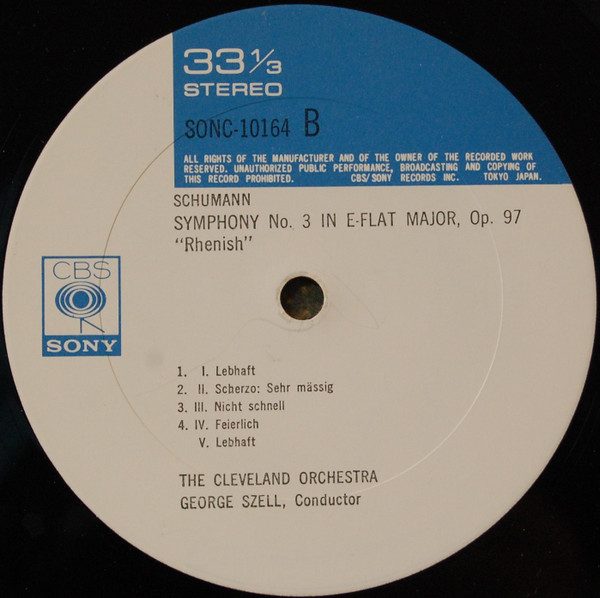 33 1/3
STEREO
SONC-10164 B
ALL RIGHTS OF THE MANUFACTURER AND OF THE OWNER OF THE RECORDED WORK
RESERVED. UNAUTHORIZED PUBLIC PERFORMANCE, BROADCASTING AND COPYING OF
THIS RECORD PROHIBITED. CBS/SONY RECORDS INC. TOKYO JAPAN.
SCHUMANN
SYMPHONY No. 3 IN E-FLAT MAJOR, Op. 97
"Rhenish"
CBS
SONY
1. I. Lebhaft
2. II. Scherzo: Sehr mässig
3. III. Nicht schnell
4. IV. Feierlich
V. Lebhaft
THE CLEVELAND ORCHESTRA
GEORGE SZELL, Conductor